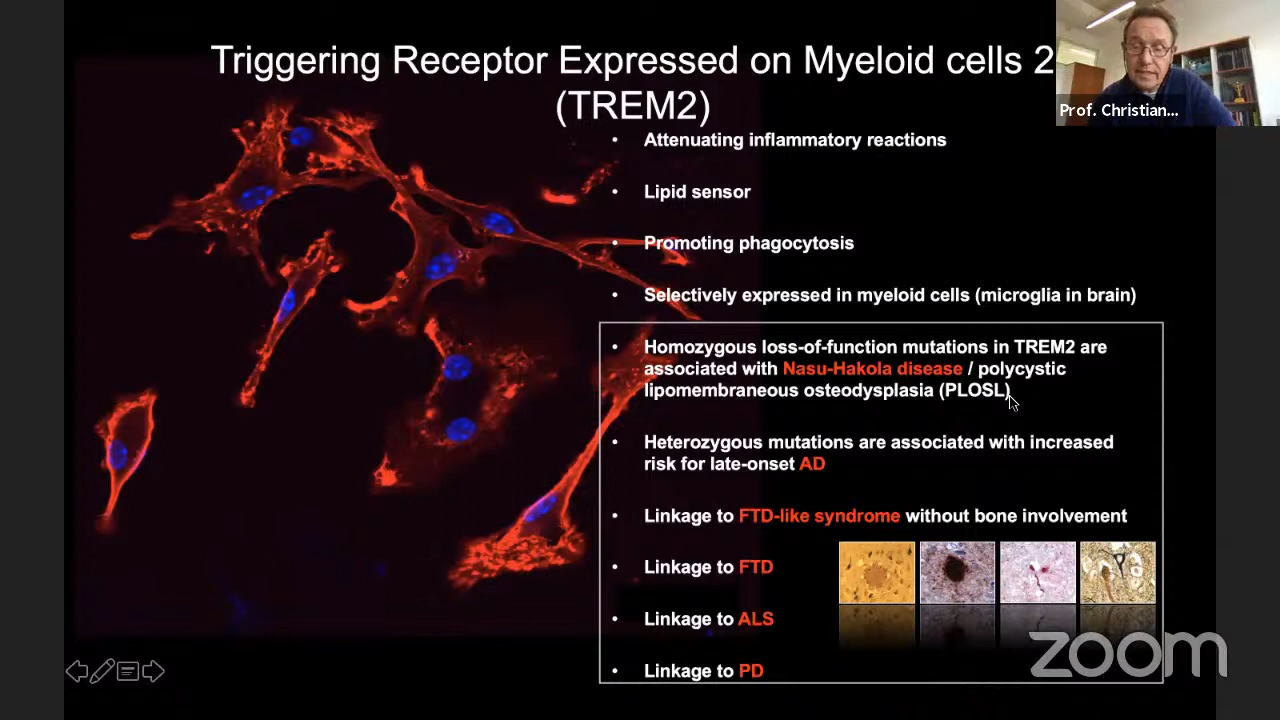 Triggering Receptor Expressed on Myeloid cells 2
(TREM2)
Prof. Christian...
• Attenuating inflammatory reactions
• Lipid sensor
• Promoting phagocytosis
• Selectively expressed in myeloid cells (microglia in brain)
• Homozygous loss-of-function mutations in TREM2 are
associated with Nasu-Hakola disease / polycystic
lipomembraneous osteodysplasia (PLOSL)
• Heterozygous mutations are associated with increased
risk for late-onset AD
• Linkage to FTD-like syndrome without bone involvement
• Linkage to FTD
• Linkage to ALS
• Linkage to PD
zoom